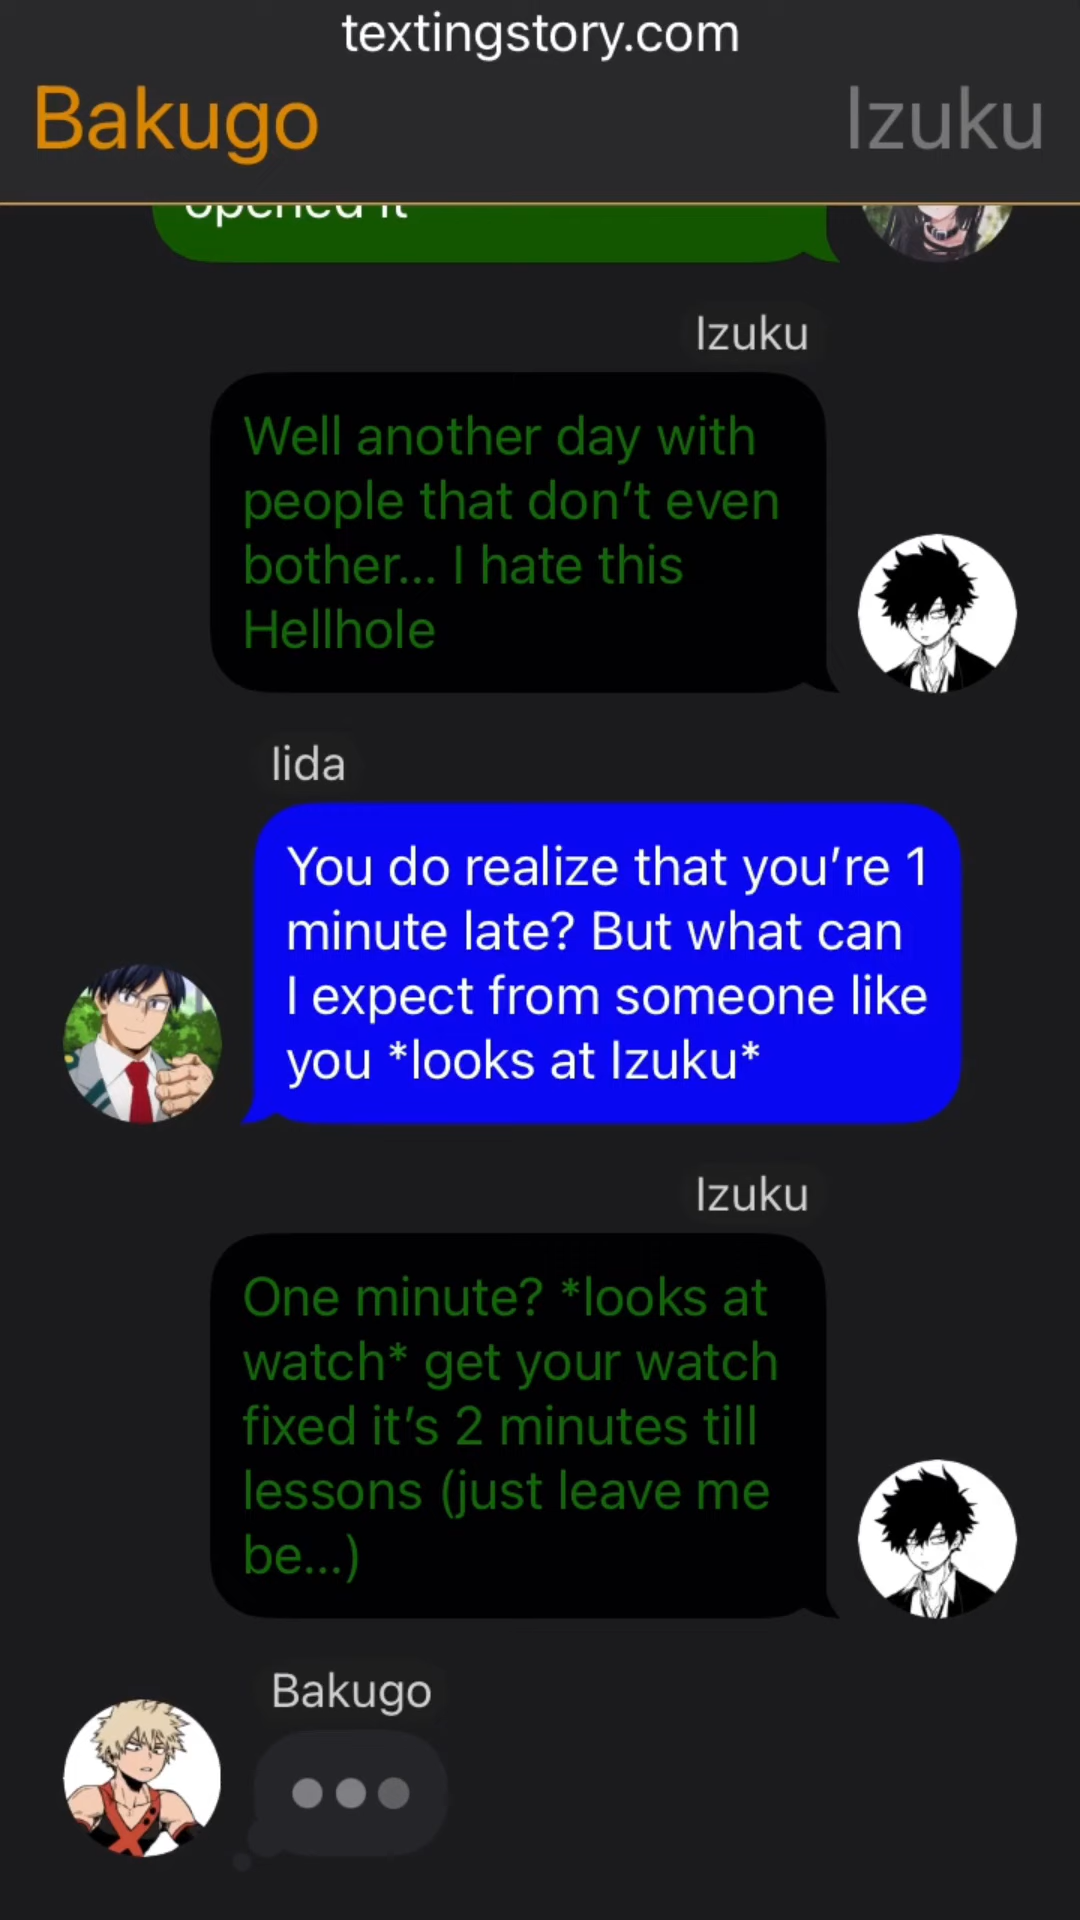 textingstory.com
Bakugo
Izuku
opened it
Izuku
Well another day with
people that don’t even
bother... I hate this
Hellhole
Iida
You do realize that you’re 1
minute late? But what can
I expect from someone like
you *looks at Izuku*
Izuku
One minute? *looks at
watch* get your watch
fixed it’s 2 minutes till
lessons (just leave me
be...)
Bakugo